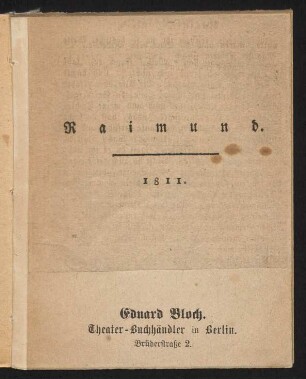 Raimund.
1811.
Eduard Bloch.
Theater-Buchhändler in Berlin.
Brüderstraße 2.